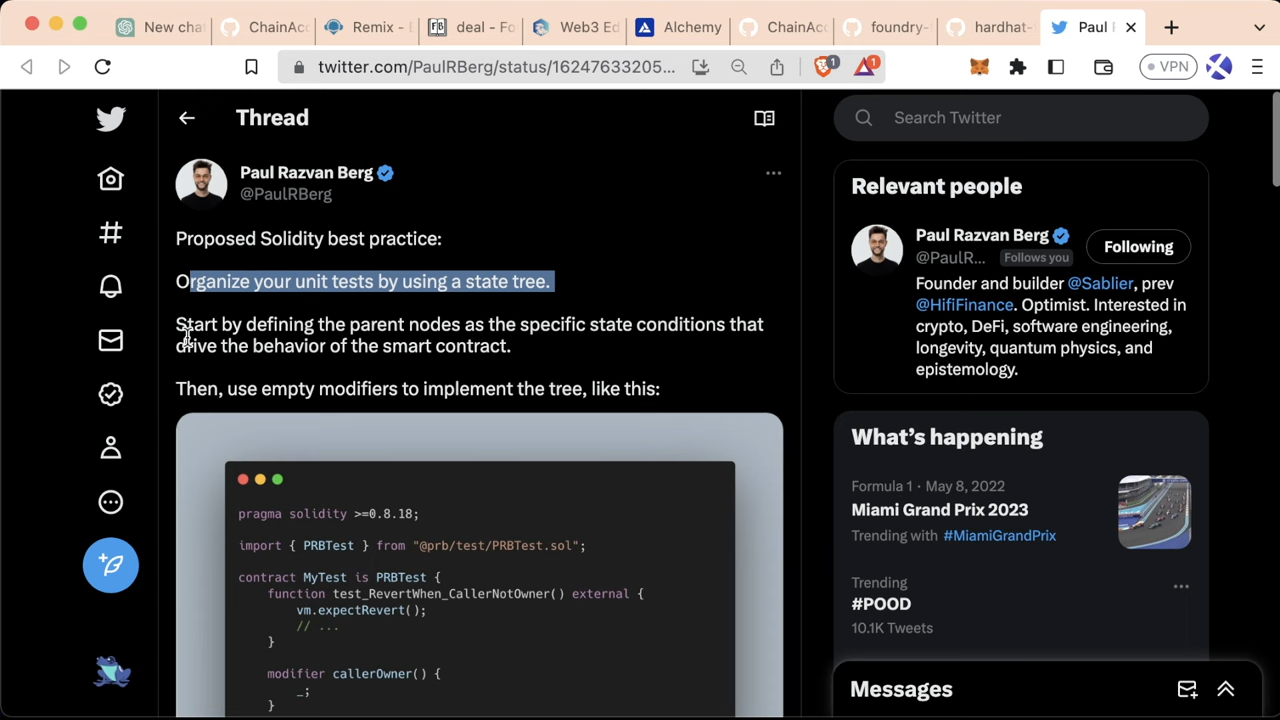 New cha
ChainAcc
Remix - E
deal - Fo
Web3 Ed
Alchemy
ChainAcc
foundry-
hardhat-
Paul F
twitter.com/PaulRBerg/status/16247633205...
1
1
VPN
Thread
Search Twitter
Paul Razvan Berg
@PaulRBerg
Proposed Solidity best practice:
Organize your unit tests by using a state tree.
Start by defining the parent nodes as the specific state conditions that
drive the behavior of the smart contract.
Then, use empty modifiers to implement the tree, like this:
pragma solidity >=0.8.18;
import { PRBTest } from "@prb/test/PRBTest.sol";
contract MyTest is PRBTest {
function test_RevertWhen_CallerNotOwner() external {
vm.expectRevert();
// ...
}
modifier callerOwner() {
_;
}
Relevant people
Paul Razvan Berg
@PaulR... Follows you
Following
Founder and builder @Sablier, prev
@HifiFinance. Optimist. Interested in
crypto, DeFi, software engineering,
longevity, quantum physics, and
epistemology.
What's happening
Formula 1 · May 8, 2022
Miami Grand Prix 2023
Trending with #MiamiGrandPrix
Trending
#POOD
10.1K Tweets
Messages